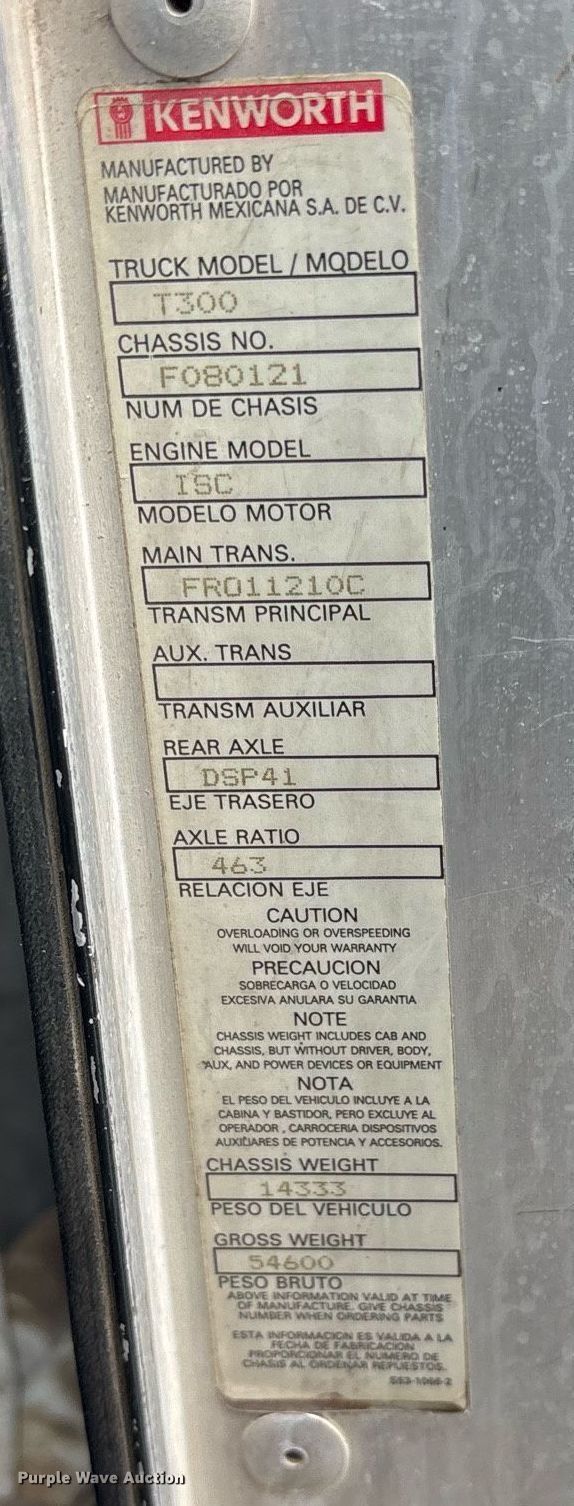 KENWORTH
MANUFACTURED BY
MANUFACTURADO POR
KENWORTH MEXICANA S.A. DE C.V.
TRUCK MODEL / MODELO
T300
CHASSIS NO.
F080121
NUM DE CHASIS
ENGINE MODEL
ISC
MODELO MOTOR
MAIN TRANS.
FRO11210C
TRANSM PRINCIPAL
AUX. TRANS
TRANSM AUXILIAR
REAR AXLE
DSP41
EJE TRASERO
AXLE RATIO
463
RELACION EJE
CAUTION
OVERLOADING OR OVERSPEEDING
WILL VOID YOUR WARRANTY
PRECAUCION
SOBRECARGA O VELOCIDAD
EXCESIVA ANULARA SU GARANTIA
NOTE
CHASSIS WEIGHT INCLUDES CAB AND
CHASSIS, BUT WITHOUT DRIVER, BODY,
AUX, AND POWER DEVICES OR EQUIPMENT
NOTA
EL PESO DEL VEHICULO INCLUYE A LA
CABINA Y BASTIDOR, PERO EXCLUYE AL
OPERADOR , CARROCERIA DISPOSITIVOS
AUXILIARES DE POTENCIA Y ACCESORIOS.
CHASSIS WEIGHT
14333
PESO DEL VEHICULO
GROSS WEIGHT
54600
PESO BRUTO
ABOVE INFORMATION VALID AT TIME
OF MANUFACTURE. GIVE CHASSIS
NUMBER WHEN ORDERING PARTS
ESTA INFORMACION ES VALIDA A LA
FECHA DE FABRICACION
PROPORCIONAR EL NUMERO DE
CHASIS AL ORDENAR REPUESTOS.
Purple Wave Auction